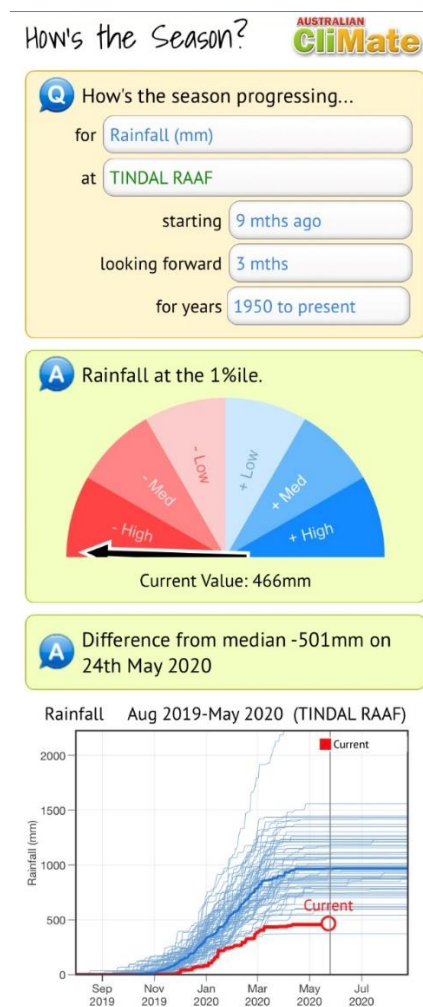 How's the Season?
AUSTRALIAN
CliMate
Q How's the season progressing...
for Rainfall (mm)
at TINDAL RAAF
starting 9 mths ago
looking forward 3 mths
for years 1950 to present
A Rainfall at the 1%ile.
- High
- Med
- Low
+ Low
+ Med
+ High
Current Value: 466mm
A Difference from median -501mm on
24th May 2020
Rainfall Aug 2019-May 2020 (TINDAL RAAF)
Current
Rainfall (mm)
2000
1500
1000
500
0
Current
Sep Nov Jan Mar May Jul
2019 2019 2020 2020 2020 2020